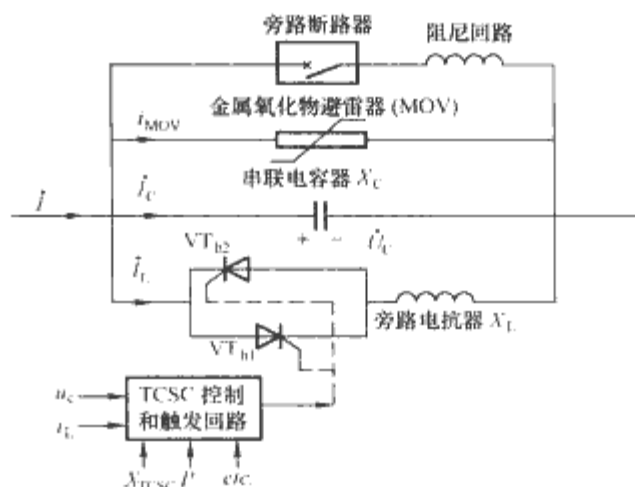 旁路断路器
阻尼回路
金属氧化物避雷器 (MOV)
i_MOV
串联电容器 X_C
İ
İ_C
+ − U̇_C
VT_h2
İ_L
旁路电抗器 X_L
VT_h1
TCSC 控制
和触发回路
u_c
i_L
X_TCSC
etc.